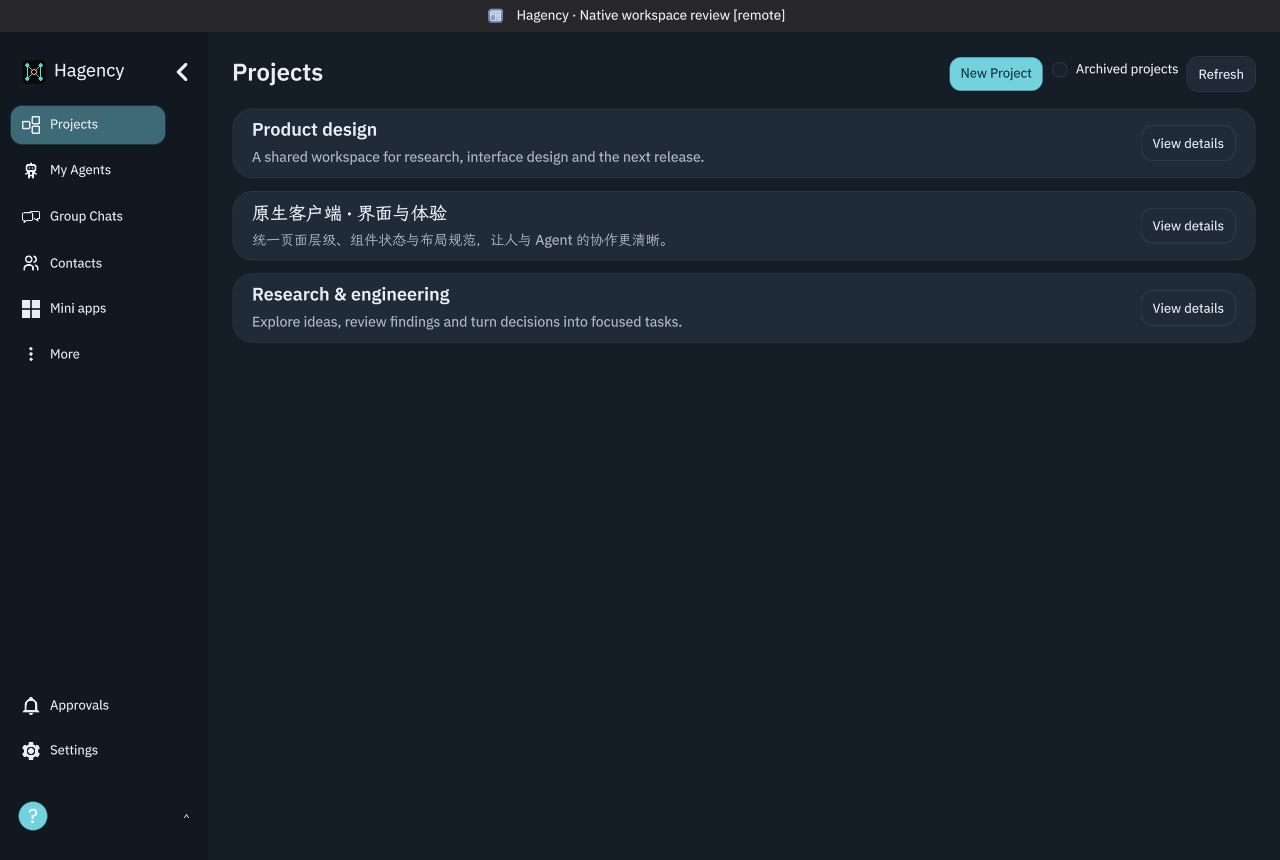 Hagency · Native workspace review [remote]
Hagency
Projects
My Agents
Group Chats
Contacts
Mini apps
More
Approvals
Settings
?
Projects
New Project
Archived projects
Refresh
Product design
A shared workspace for research, interface design and the next release.
View details
原生客户端 · 界面与体验
统一页面层级、组件状态与布局规范，让人与 Agent 的协作更清晰。
View details
Research & engineering
Explore ideas, review findings and turn decisions into focused tasks.
View details